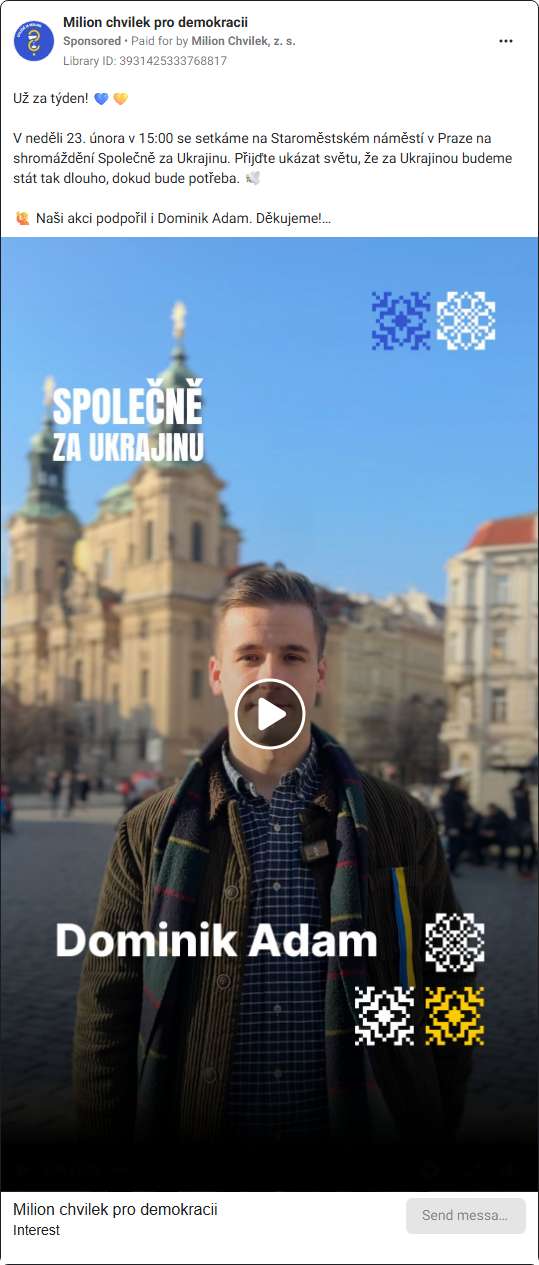 Milion chvilek pro demokracii
Sponsored • Paid for by Milion Chvilek, z. s.
Library ID: 3931425333768817
Už za týden! 💙 🧡
V neděli 23. února v 15:00 se setkáme na Staroměstském náměstí v Praze na
shromáždění Společně za Ukrajinu. Přijďte ukázat světu, že za Ukrajinou budeme
stát tak dlouho, dokud bude potřeba. 🕊️
🙋 Naši akci podpořil i Dominik Adam. Děkujeme!...
SPOLEČNĚ
ZA UKRAJINU
Dominik Adam
Milion chvilek pro demokracii
Interest
Send messa...